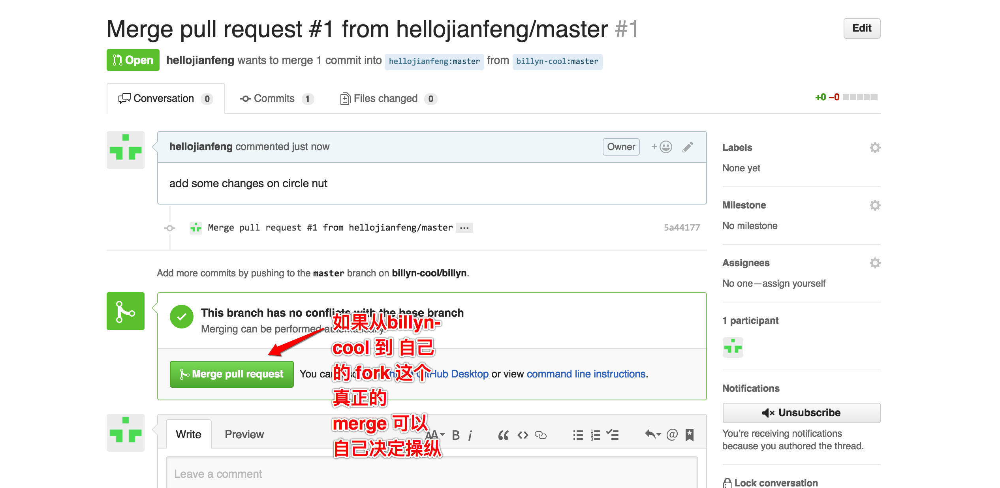 Merge pull request #1 from hellojianfeng/master #1
Edit
Open
hellojianfeng wants to merge 1 commit into hellojianfeng:master from billyn-cool:master
Conversation 0
Commits 1
Files changed 0
+0 −0
hellojianfeng commented just now
Owner
add some changes on circle nut
Merge pull request #1 from hellojianfeng/master …
5a44177
Add more commits by pushing to the master branch on billyn-cool/billyn.
This branch has no conflicts with the base branch
Merging can be performed automatically.
Merge pull request
You can GitHub Desktop or view command line instructions.
如果从billyn-
cool 到 自己
的 fork 这个
真正的
merge 可以
自己决定操纵
Write
Preview
AA B i
Leave a comment
Labels
None yet
Milestone
No milestone
Assignees
No one—assign yourself
1 participant
Notifications
Unsubscribe
You're receiving notifications
because you authored the thread.
Lock conversation